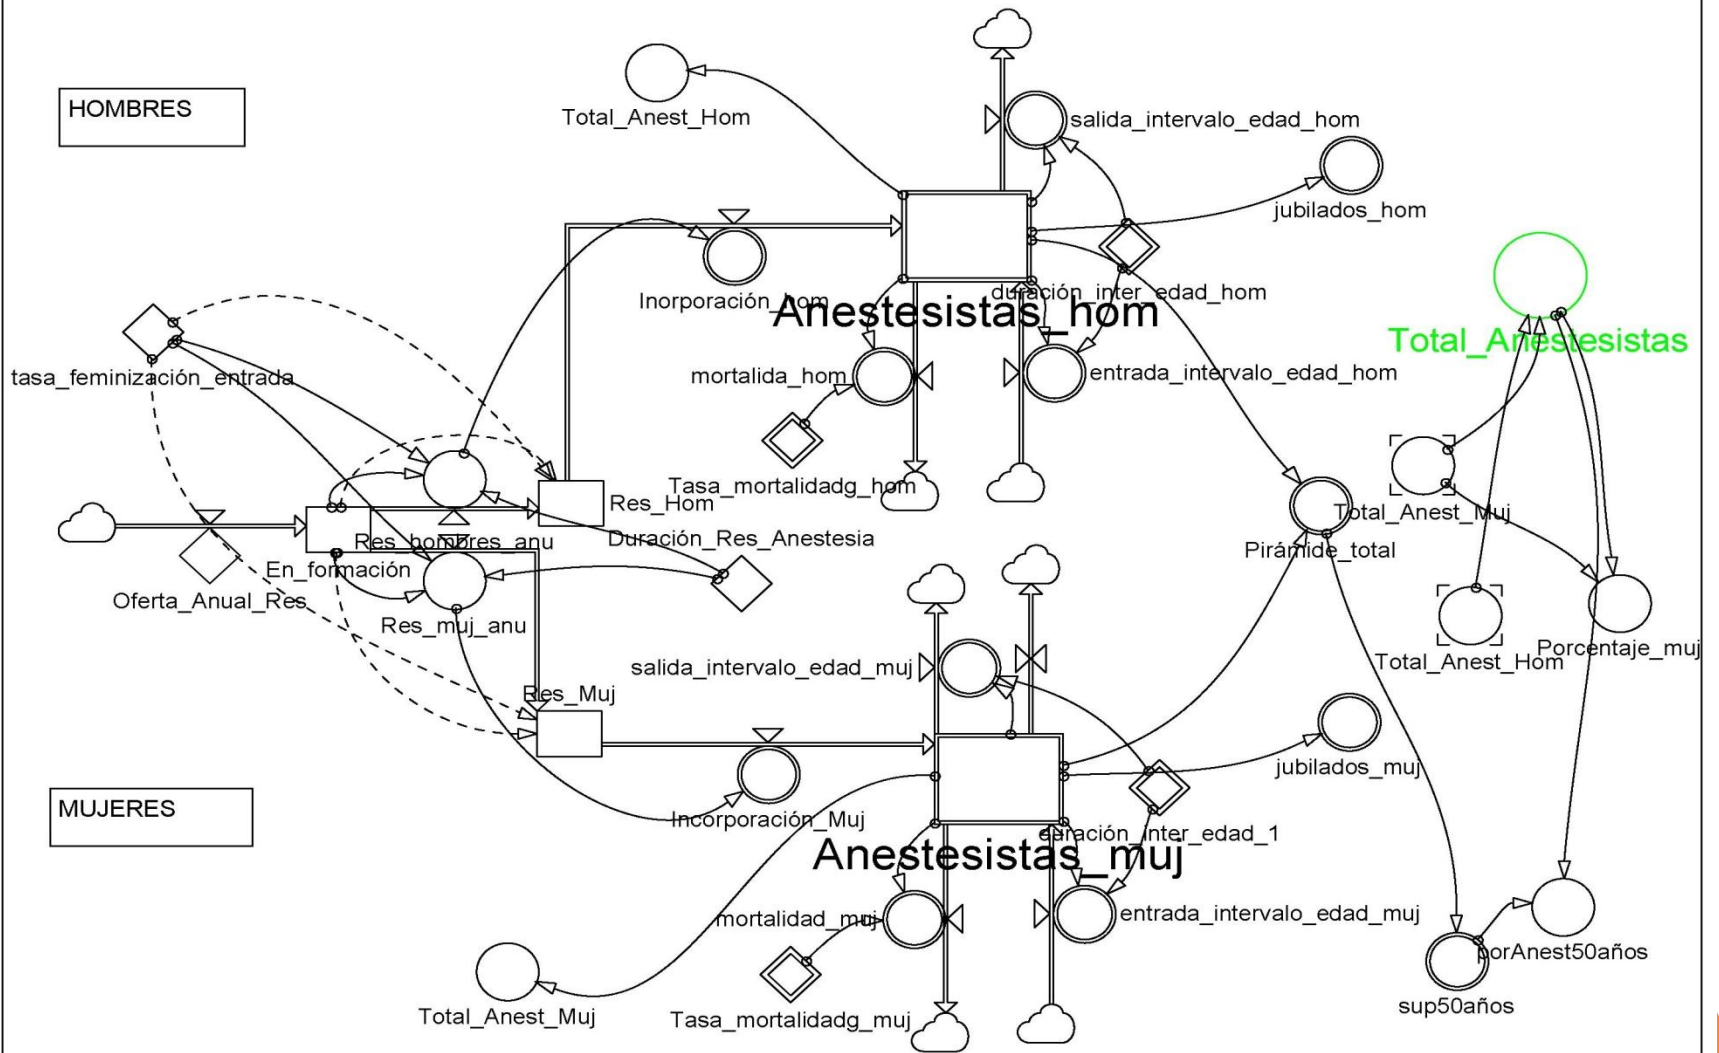 HOMBRES
Total_Anest_Hom
salida_intervalo_edad_hom
jubilados_hom
Inorporación_hom
duración_inter_edad_hom
Anestesistas_hom
Total_Anestesistas
tasa_feminización_entrada
mortalida_hom
entrada_intervalo_edad_hom
Tasa_mortalidadg_hom
Res_Hom
Total_Anest_Muj
Res_hombres_anu
Duración_Res_Anestesia
Pirámide_total
En_formación
Oferta_Anual_Res
Res_muj_anu
Total_Anest_Hom
Porcentaje_muj
salida_intervalo_edad_muj
Res_Muj
jubilados_muj
MUJERES
Incorporación_Muj
duración_inter_edad_1
Anestesistas_muj
mortalidad_muj
entrada_intervalo_edad_muj
porAnest50años
sup50años
Total_Anest_Muj
Tasa_mortalidadg_muj